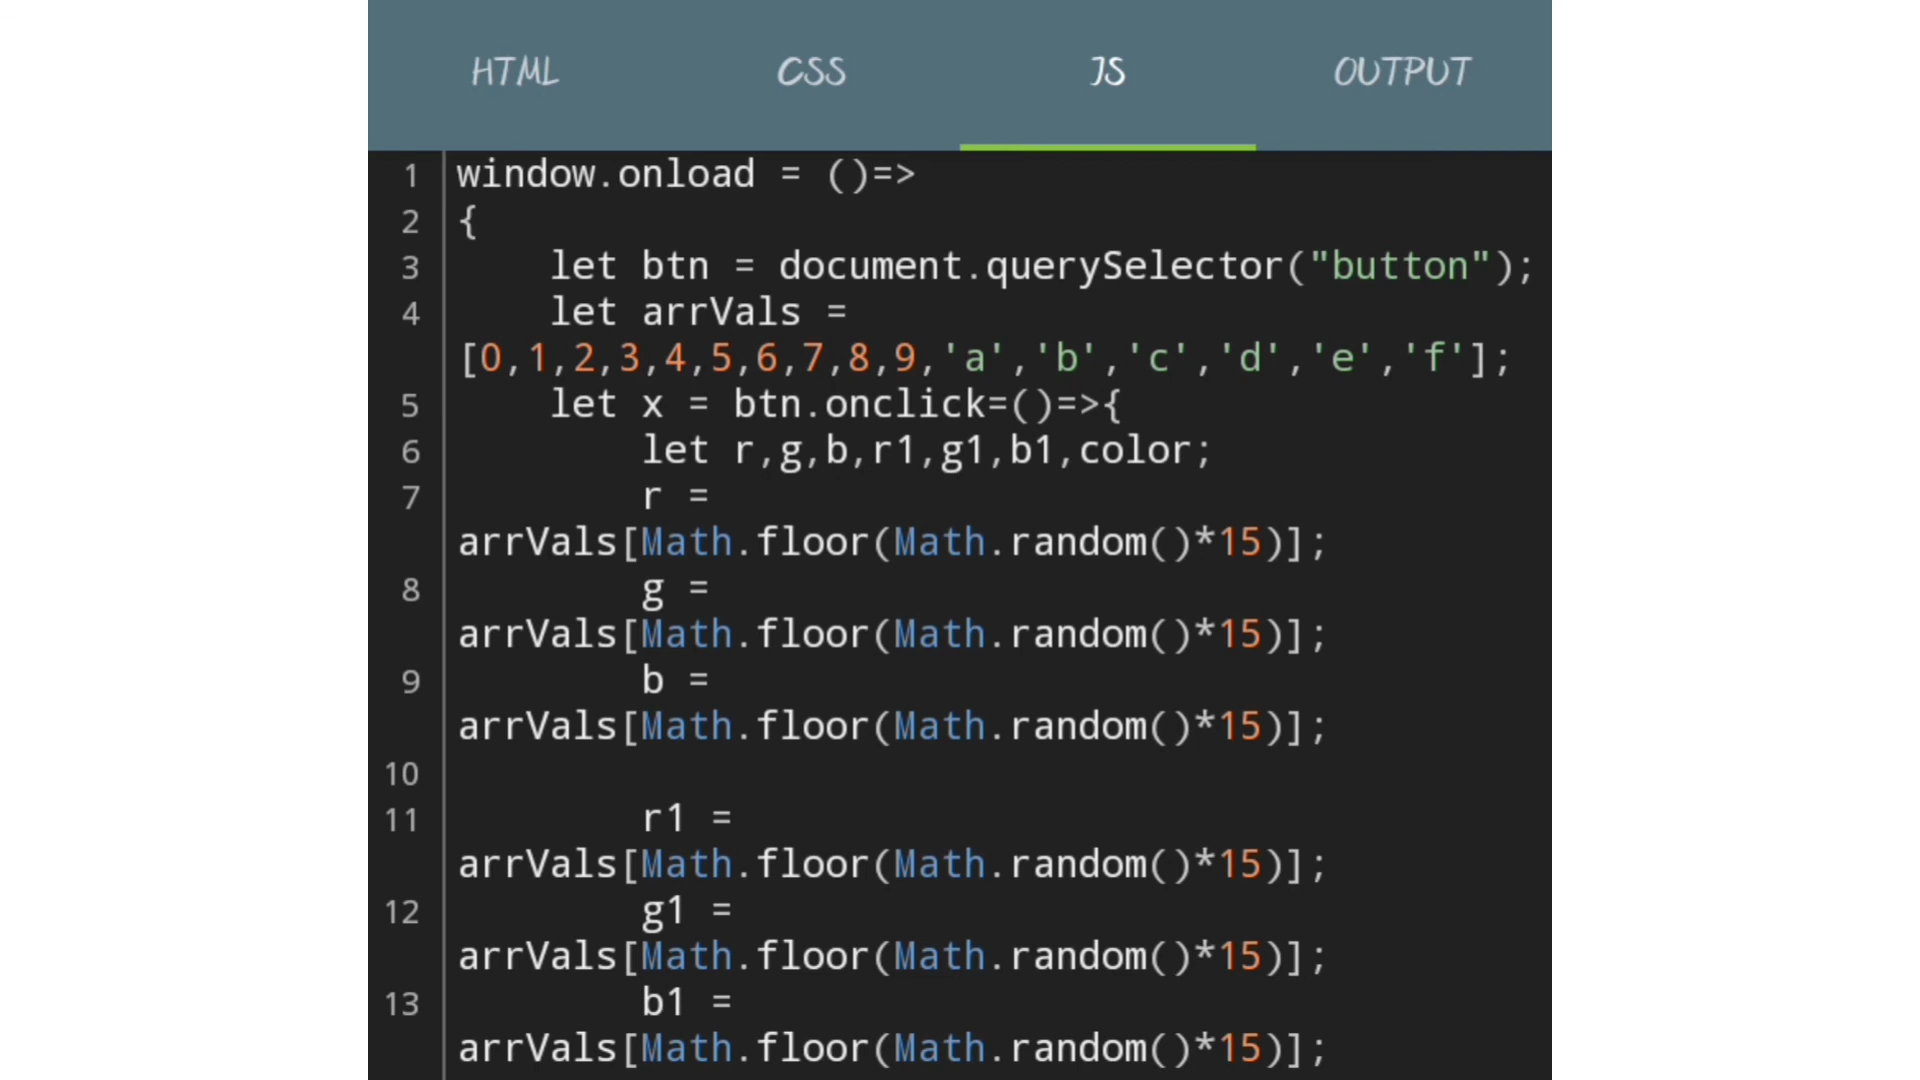 HTML CSS JS OUTPUT
1 window.onload = ()=>
2 {
3 let btn = document.querySelector("button");
4 let arrVals =
[0,1,2,3,4,5,6,7,8,9,'a','b','c','d','e','f'];
5 let x = btn.onclick=()=>{
6 let r,g,b,r1,g1,b1,color;
7 r =
arrVals[Math.floor(Math.random()*15)];
8 g =
arrVals[Math.floor(Math.random()*15)];
9 b =
arrVals[Math.floor(Math.random()*15)];
10
11 r1 =
arrVals[Math.floor(Math.random()*15)];
12 g1 =
arrVals[Math.floor(Math.random()*15)];
13 b1 =
arrVals[Math.floor(Math.random()*15)];